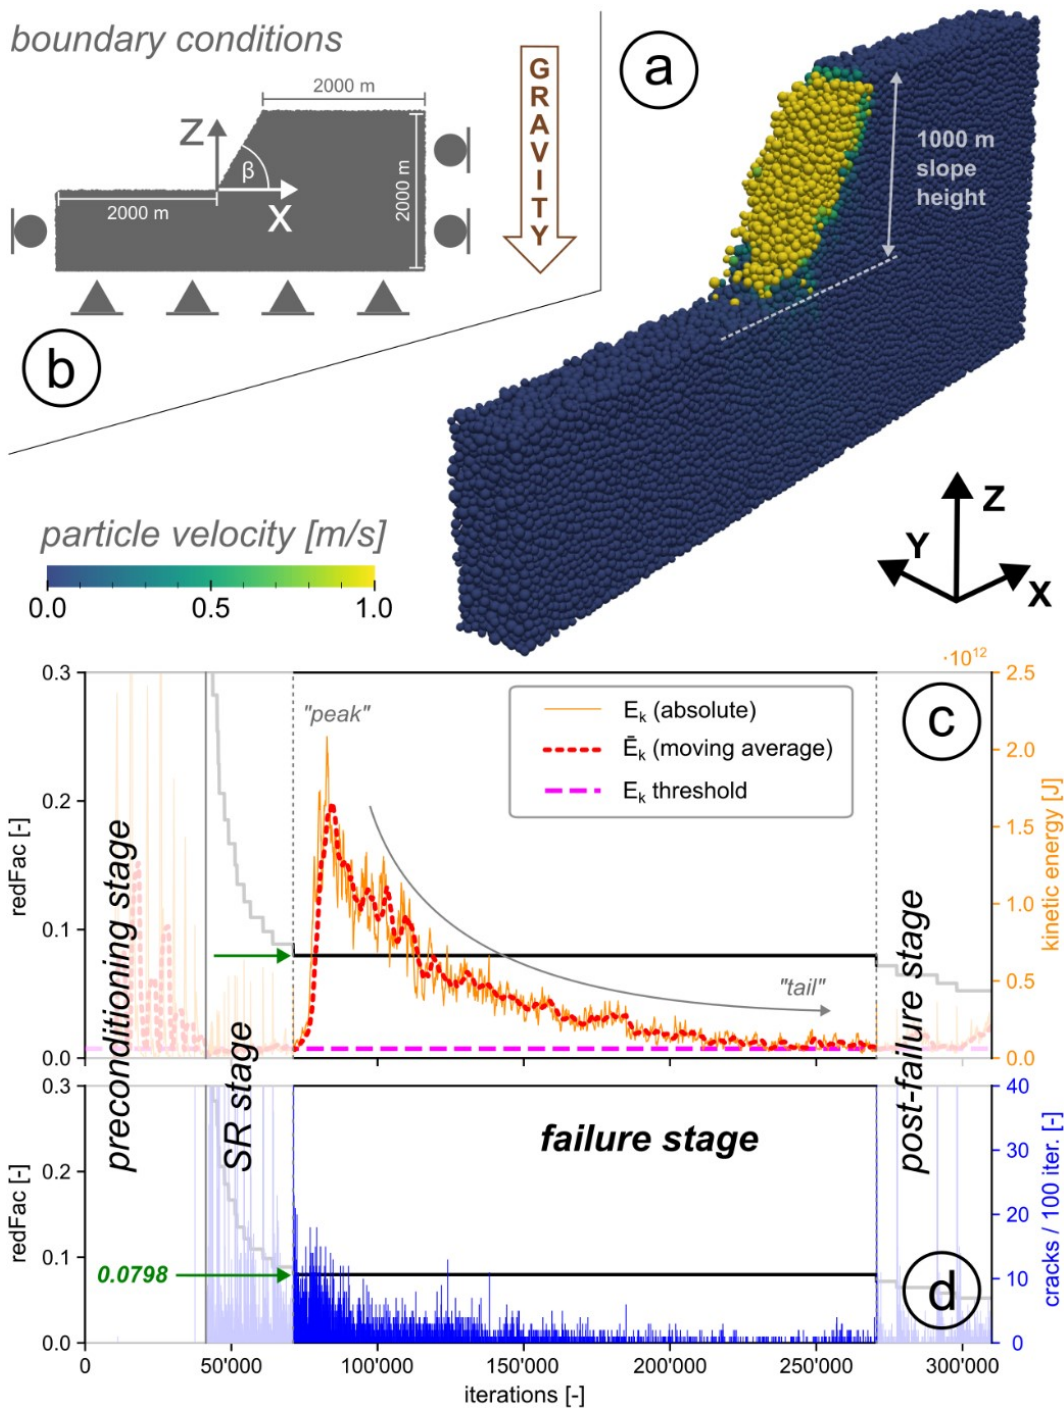 boundary conditions
GRAVITY
a
2000 m
Z
β
2000 m
X
2000 m
1000 m
slope
height
b
particle velocity [m/s]
0.0
0.5
1.0
Z
Y
X
·10¹²
0.3
0.2
0.1
0.0
redFac [-]
2.5
2.0
1.5
1.0
0.5
0.0
kinetic energy [J]
c
"peak"
Eₖ (absolute)
Ēₖ (moving average)
Eₖ threshold
"tail"
preconditioning stage
SR stage
failure stage
post-failure stage
0.3
0.2
0.1
0.0
redFac [-]
0.0798
40
30
20
10
0
cracks / 100 iter. [-]
d
0
50'000
100'000
150'000
200'000
250'000
300'000
iterations [-]